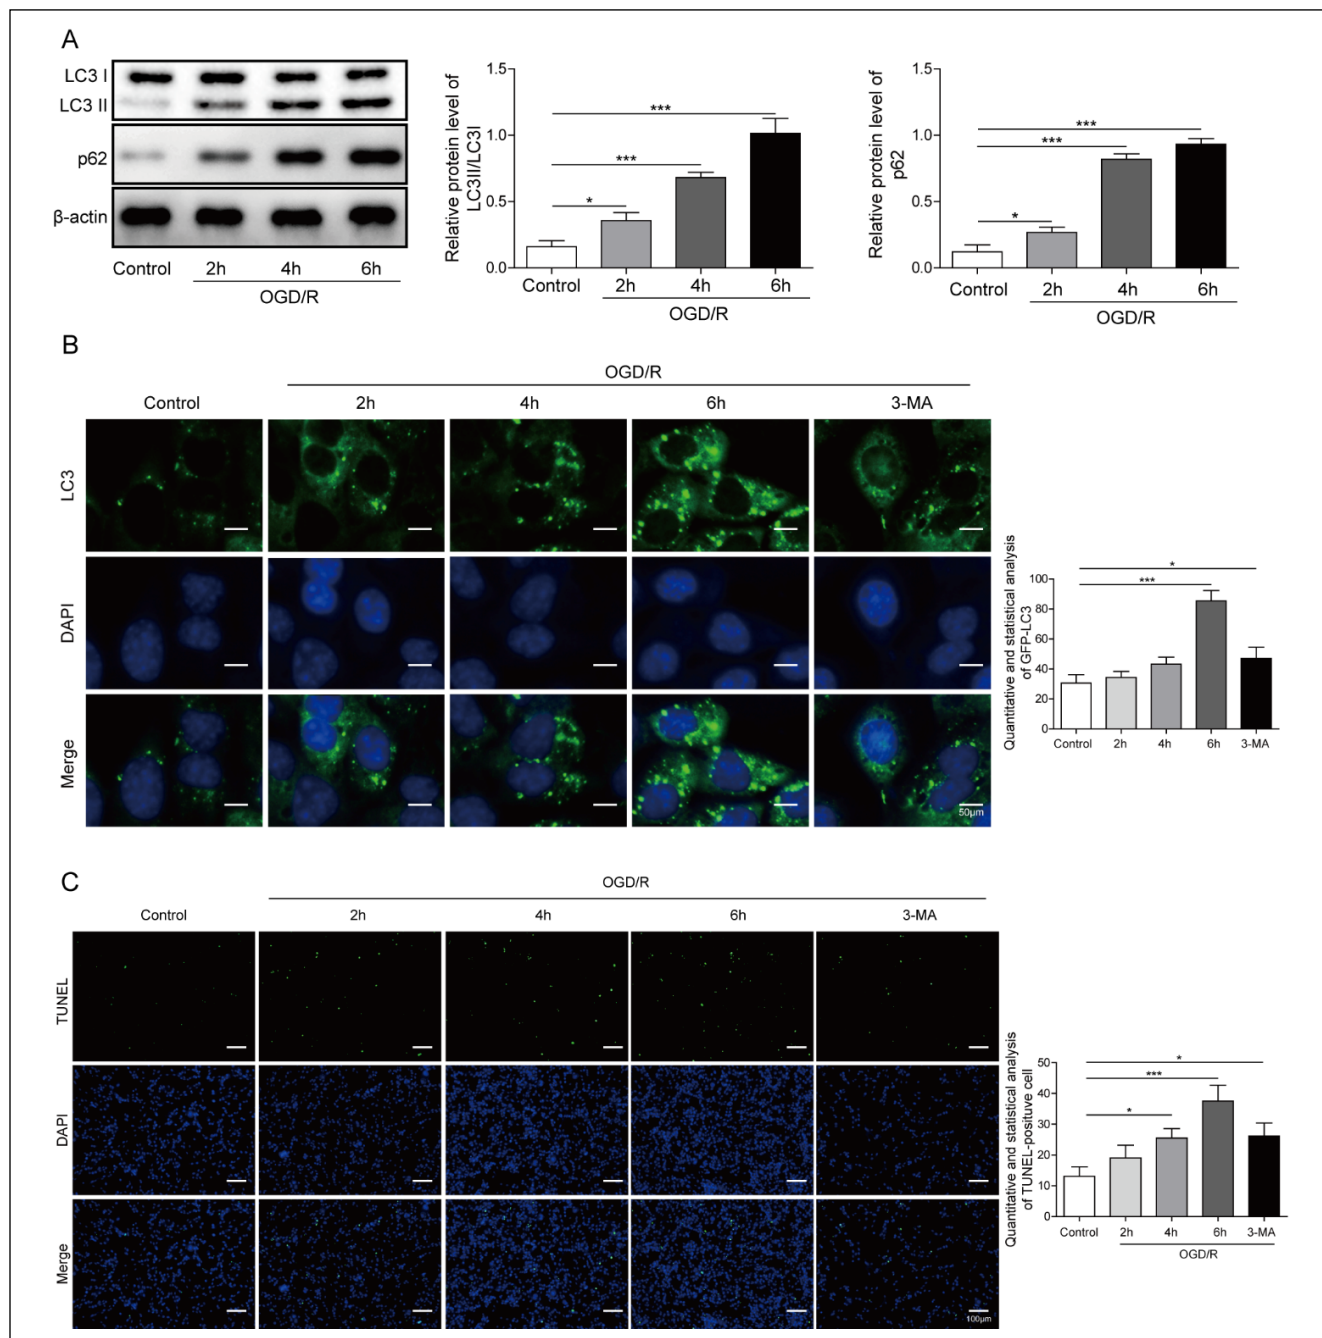 A
LC3 I
LC3 II
p62
β-actin
Control 2h 4h 6h
OGD/R
Relative protein level of
LC3II/LC3I
1.5
1.0
0.5
0.0
***
***
*
Control 2h 4h 6h
OGD/R
Relative protein level of
p62
1.5
1.0
0.5
0.0
***
***
*
Control 2h 4h 6h
OGD/R
B
OGD/R
Control 2h 4h 6h 3-MA
LC3
DAPI
Merge
50μm
Quantitative and statistical analysis
of GFP-LC3
100
80
60
40
20
0
*
***
Control 2h 4h 6h 3-MA
C
OGD/R
Control 2h 4h 6h 3-MA
TUNEL
DAPI
Merge
100μm
Quantitative and statistical analysis
of TUNEL-posituve cell
50
40
30
20
10
0
*
***
*
Control 2h 4h 6h 3-MA
OGD/R